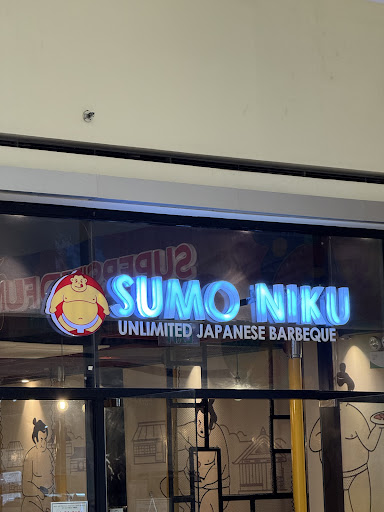 SUMO NIKU
UNLIMITED JAPANESE BARBEQUE